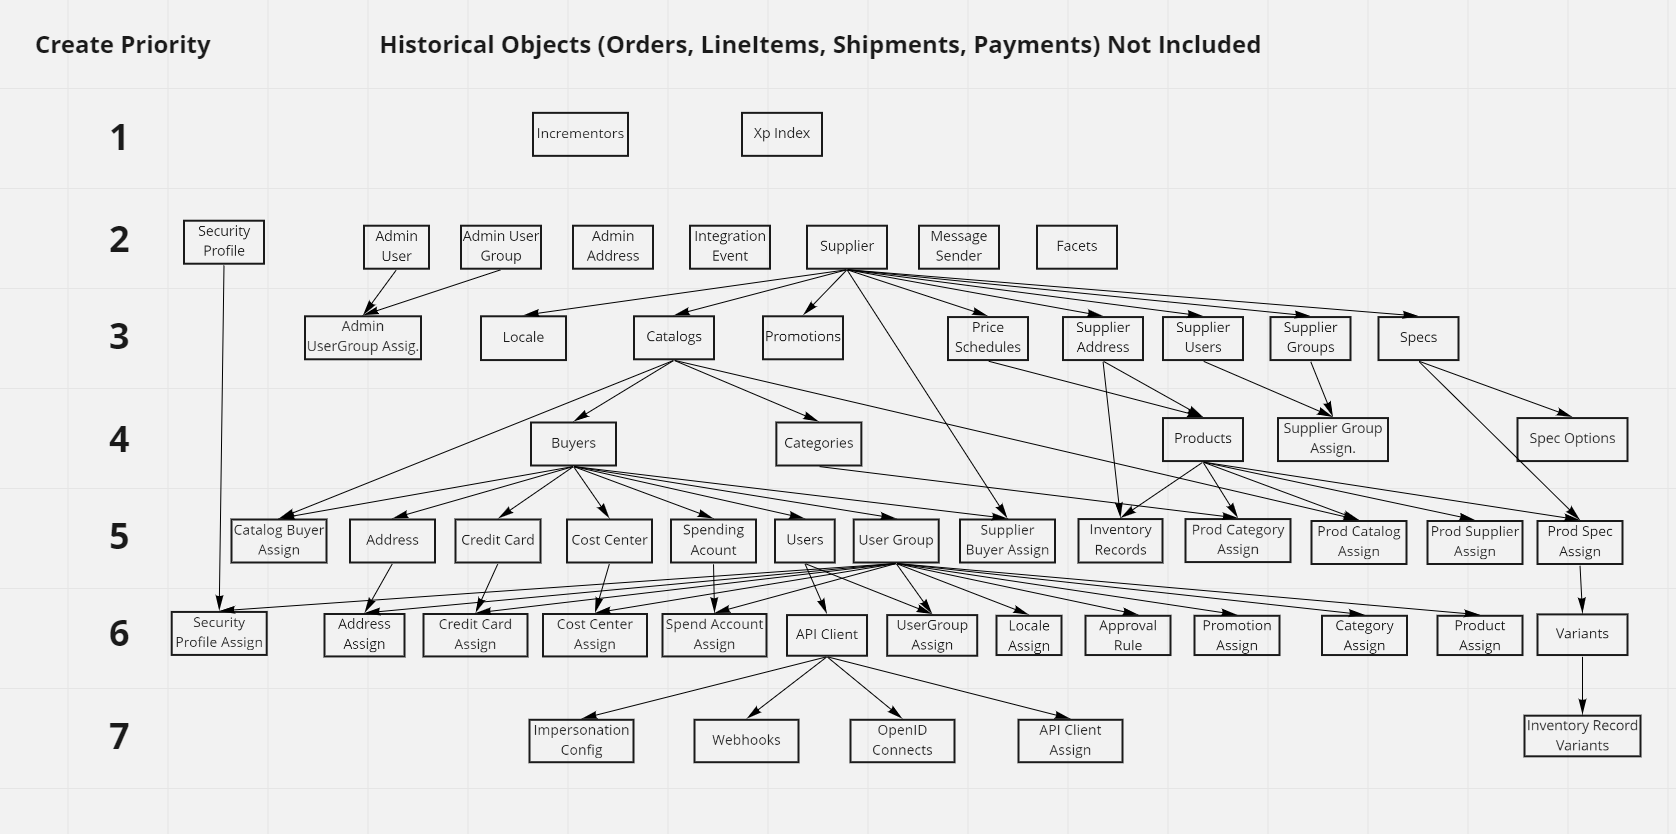 Create Priority
Historical Objects (Orders, LineItems, Shipments, Payments) Not Included
1
Incrementors
Xp Index
2
Security
Profile
Admin
User
Admin User
Group
Admin
Address
Integration
Event
Supplier
Message
Sender
Facets
3
Admin
UserGroup Assig.
Locale
Catalogs
Promotions
Price
Schedules
Supplier
Address
Supplier
Users
Supplier
Groups
Specs
4
Buyers
Categories
Products
Supplier Group
Assign.
Spec Options
5
Catalog Buyer
Assign
Address
Credit Card
Cost Center
Spending
Acount
Users
User Group
Supplier
Buyer Assign
Inventory
Records
Prod Category
Assign
Prod Catalog
Assign
Prod Supplier
Assign
Prod Spec
Assign
6
Security
Profile Assign
Address
Assign
Credit Card
Assign
Cost Center
Assign
Spend Account
Assign
API Client
UserGroup
Assign
Locale
Assign
Approval
Rule
Promotion
Assign
Category
Assign
Product
Assign
Variants
7
Impersonation
Config
Webhooks
OpenID
Connects
API Client
Assign
Inventory Record
Variants